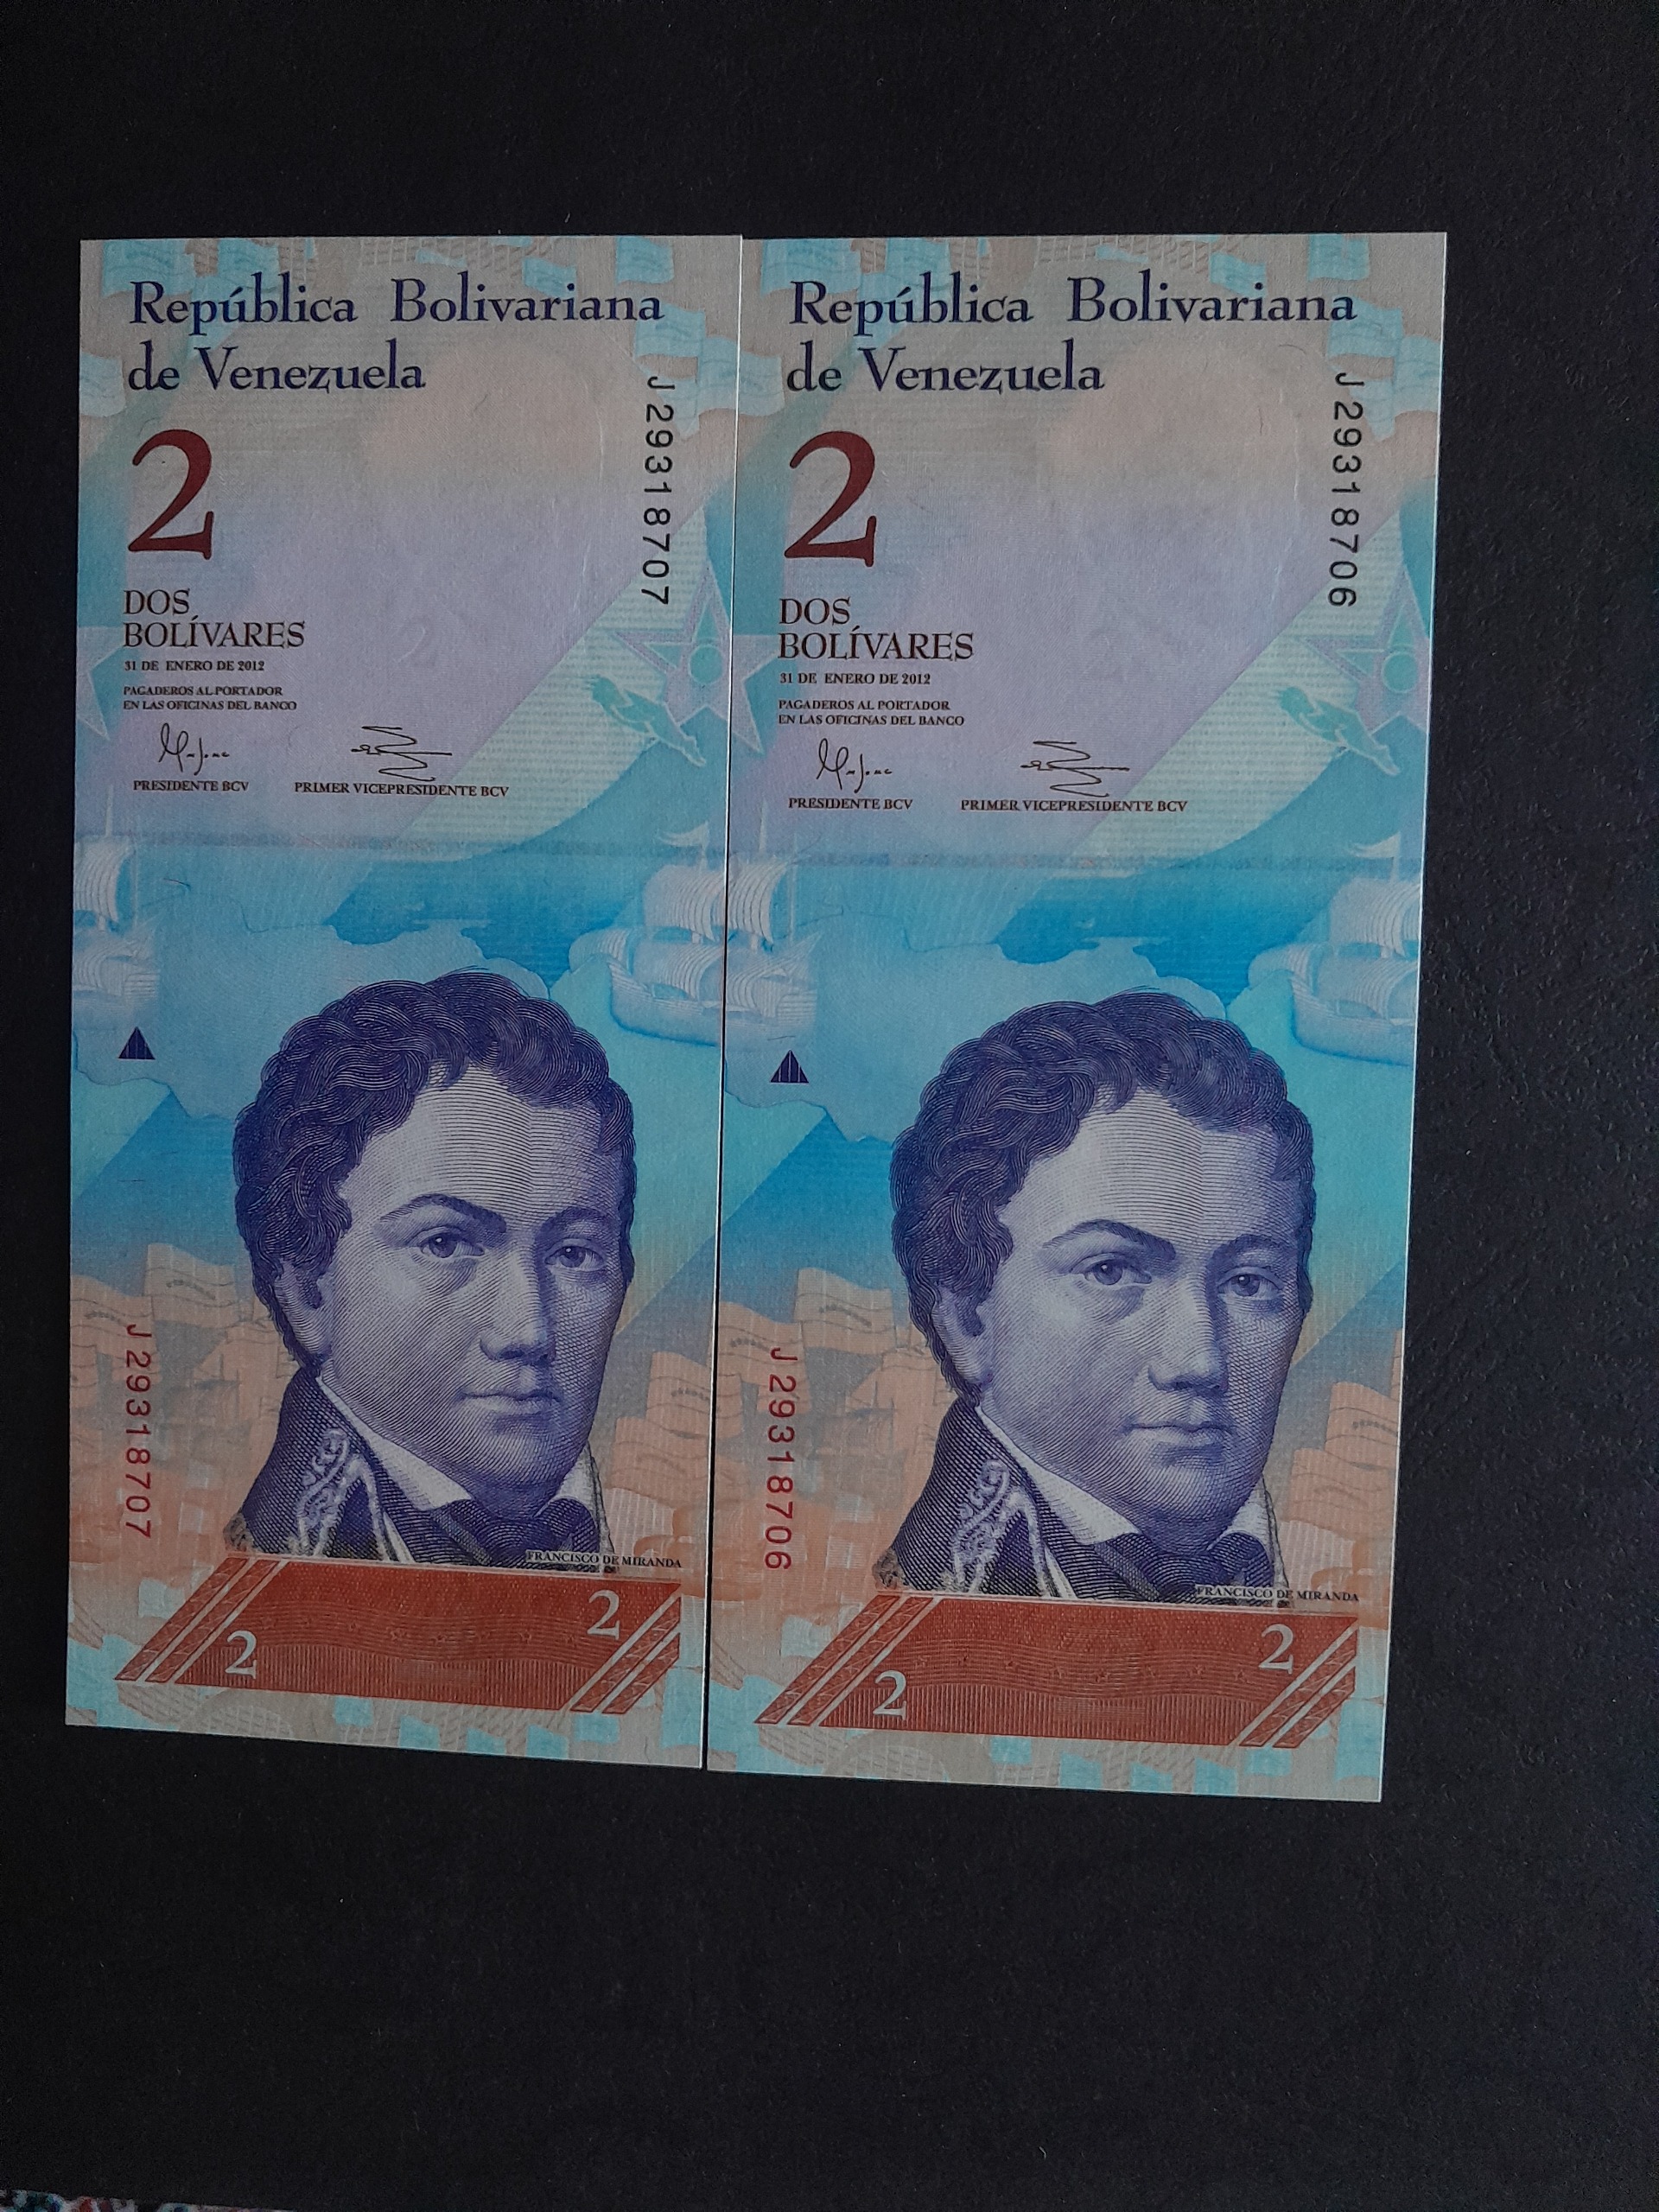 República Bolivariana
de Venezuela
J29318707
2
DOS
BOLÍVARES
31 DE ENERO DE 2012
PAGADEROS AL PORTADOR
EN LAS OFICINAS DEL BANCO
PRESIDENTE BCV
PRIMER VICEPRESIDENTE BCV
J29318707
FRANCISCO DE MIRANDA
2
2
República Bolivariana
de Venezuela
J29318706
2
DOS
BOLÍVARES
31 DE ENERO DE 2012
PAGADEROS AL PORTADOR
EN LAS OFICINAS DEL BANCO
PRESIDENTE BCV
PRIMER VICEPRESIDENTE BCV
J29318706
FRANCISCO DE MIRANDA
2
2